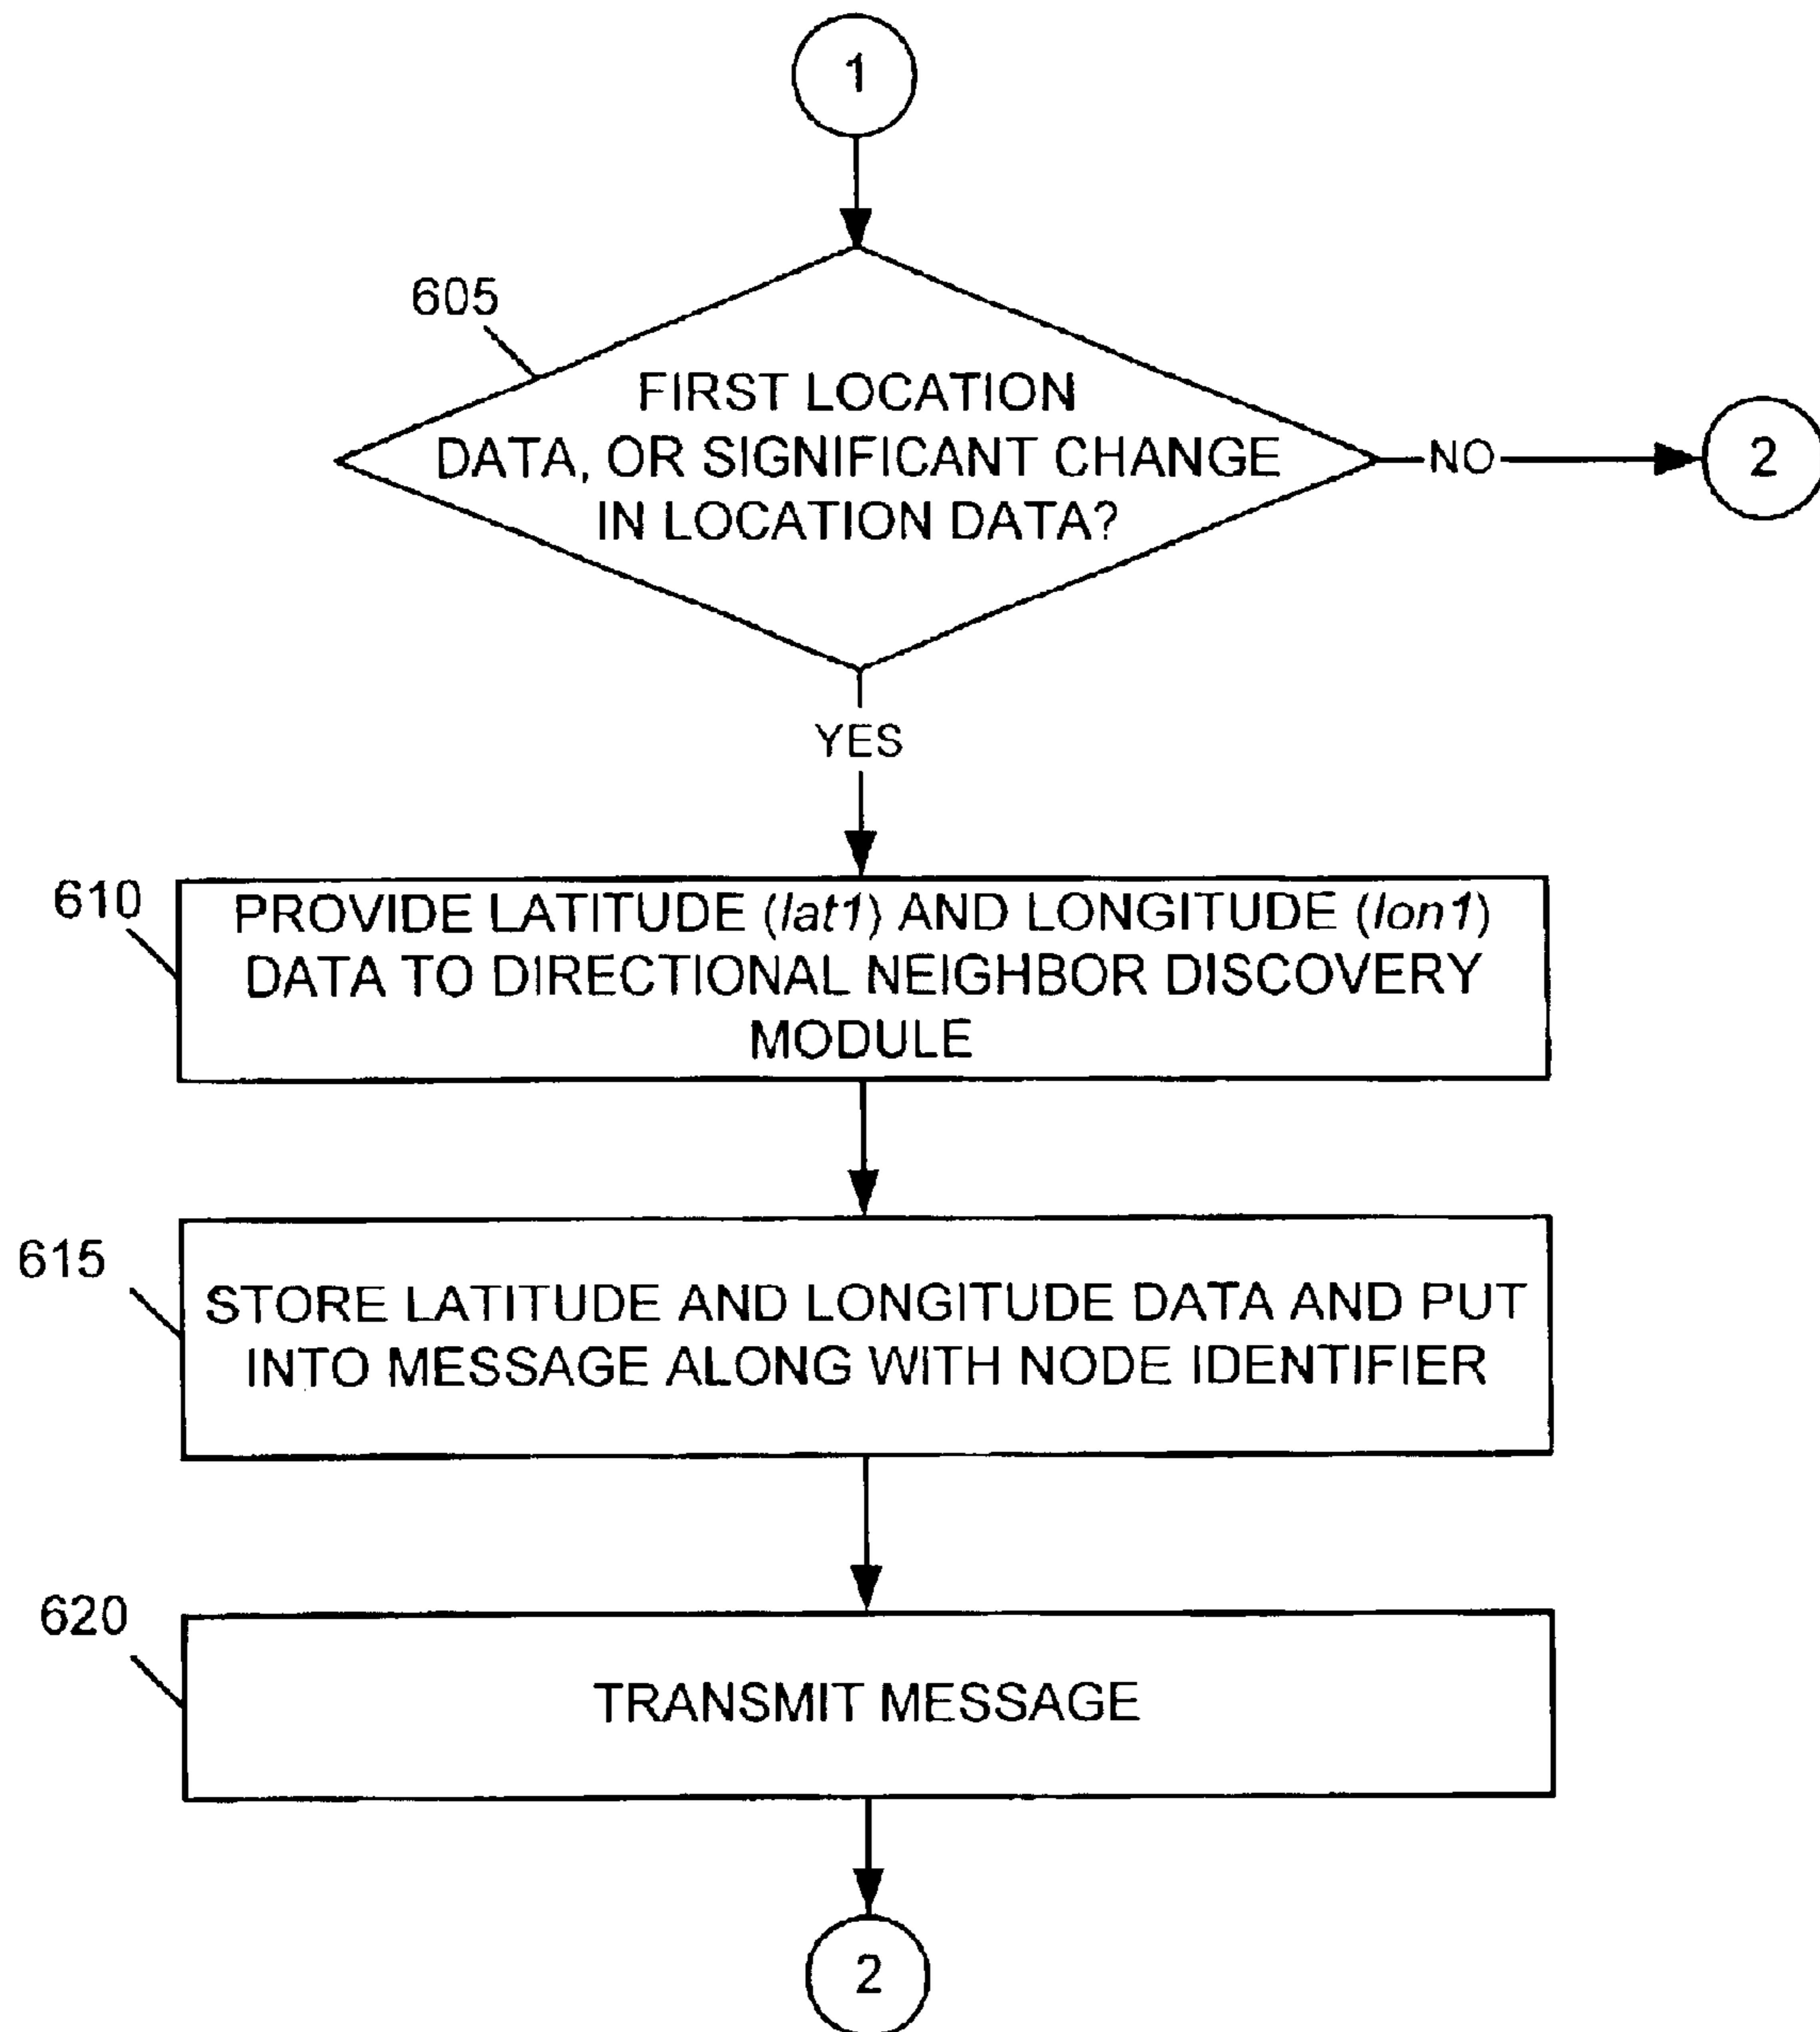 1
605
FIRST LOCATION
DATA, OR SIGNIFICANT CHANGE
IN LOCATION DATA?
NO
2
YES
610
PROVIDE LATITUDE (lat1) AND LONGITUDE (lon1)
DATA TO DIRECTIONAL NEIGHBOR DISCOVERY
MODULE
615
STORE LATITUDE AND LONGITUDE DATA AND PUT
INTO MESSAGE ALONG WITH NODE IDENTIFIER
620
TRANSMIT MESSAGE
2